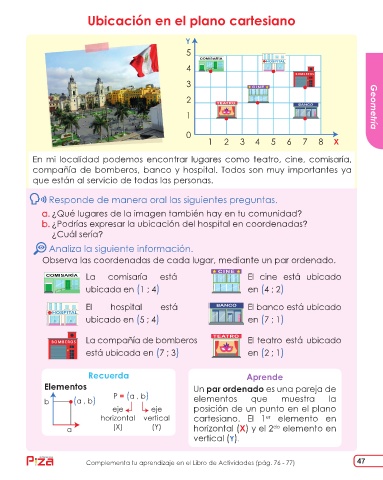 Ubicación en el plano cartesiano
Y
5
4
3
2
1
0
1 2 3 4 5 6 7 8 X
COMISARÍA
HOSPITAL
BOMBEROS
CINE
TEATRO
BANCO
Geometría
En mi localidad podemos encontrar lugares como teatro, cine, comisaría,
compañía de bomberos, banco y hospital. Todos son muy importantes ya
que están al servicio de todas las personas.
Responde de manera oral las siguientes preguntas.
a. ¿Qué lugares de la imagen también hay en tu comunidad?
b. ¿Podrías expresar la ubicación del hospital en coordenadas?
¿Cuál sería?
Analiza la siguiente información.
Observa las coordenadas de cada lugar, mediante un par ordenado.
COMISARÍA
La comisaría está
ubicada en (1 ; 4)
CINE
El cine está ubicado
en (4 ; 2)
HOSPITAL
El hospital está
ubicado en (5 ; 4)
BANCO
El banco está ubicado
en (7 ; 1)
BOMBEROS
La compañía de bomberos
está ubicada en (7 ; 3)
TEATRO
El teatro está ubicado
en (2 ; 1)
Recuerda
Elementos
b
(a , b)
a
P = (a , b)
eje eje
horizontal vertical
(X) (Y)
Aprende
Un par ordenado es una pareja de
elementos que muestra la
posición de un punto en el plano
cartesiano. El 1er elemento en
horizontal (X) y el 2do elemento en
vertical (Y).
Pizza
Complementa tu aprendizaje en el Libro de Actividades (pág. 76 - 77)
47